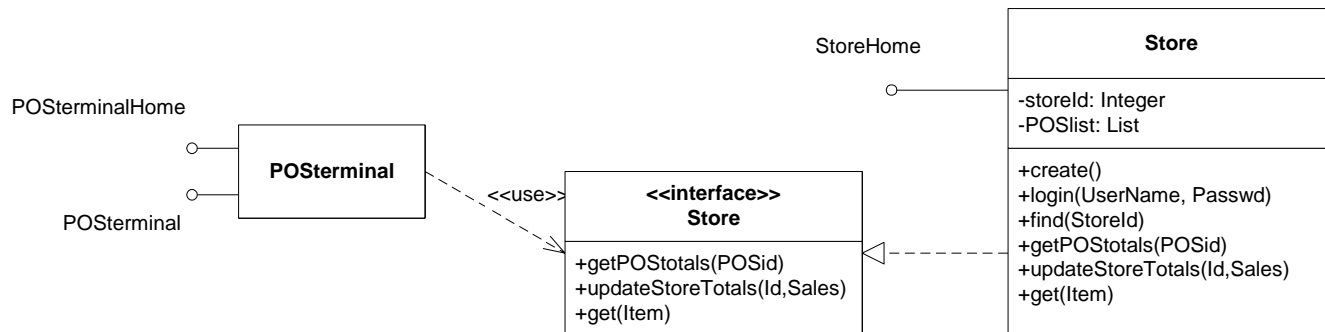 POSterminalHome
POSterminal
POSterminal
<<use>>
<<interface>>
Store
+getPOStotals(POSid)
+updateStoreTotals(Id,Sales)
+get(Item)
StoreHome
Store
-storeId: Integer
-POSlist: List
+create()
+login(UserName, Passwd)
+find(StoreId)
+getPOStotals(POSid)
+updateStoreTotals(Id,Sales)
+get(Item)